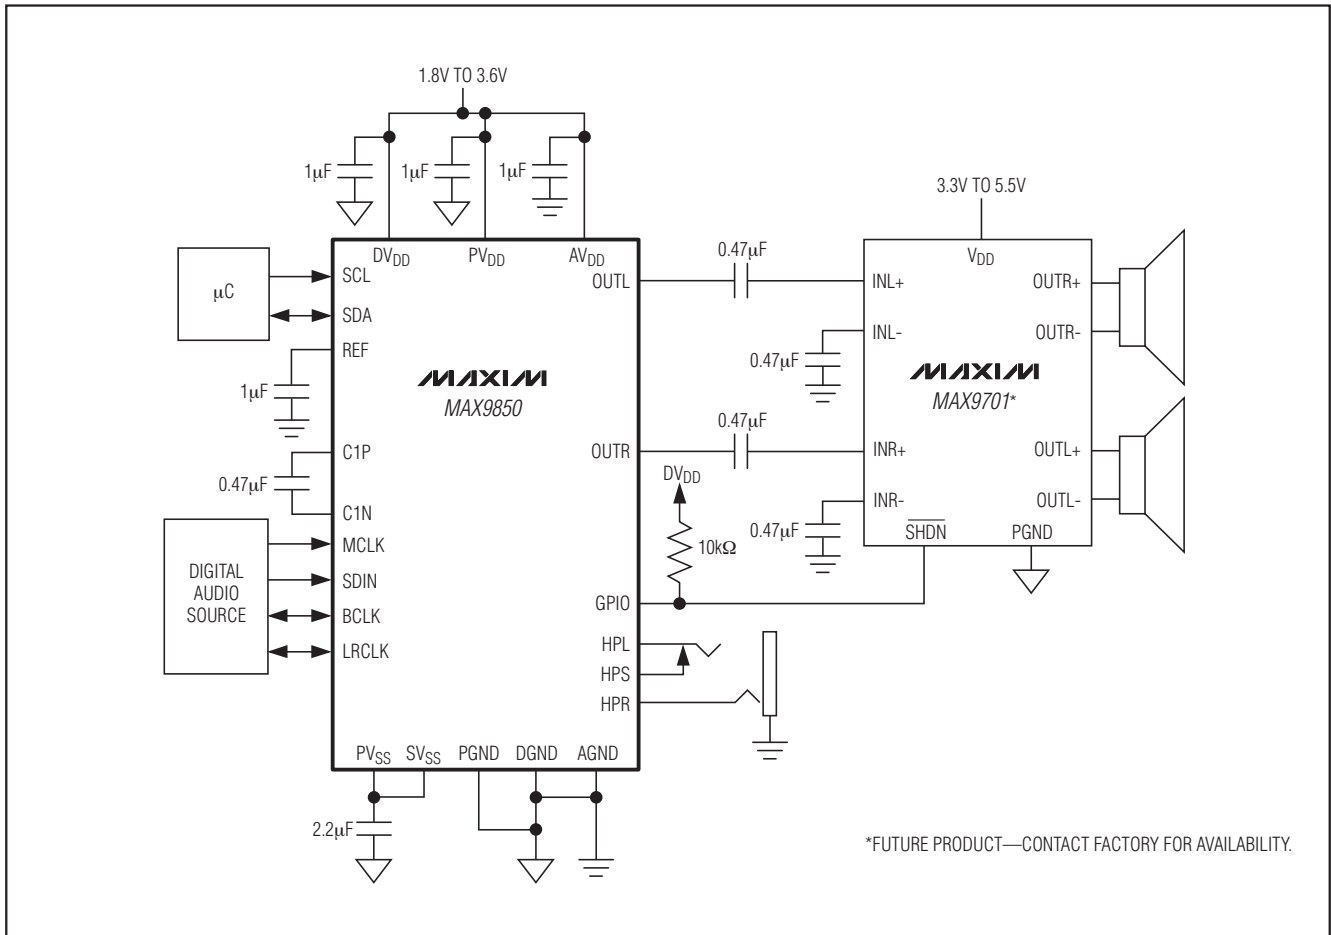 1.8V TO 3.6V
1μF
1μF
1μF
3.3V TO 5.5V
μC
DVDD
PVDD
AVDD
SCL
SDA
REF
1μF
C1P
0.47μF
C1N
DIGITAL
AUDIO
SOURCE
MCLK
SDIN
BCLK
LRCLK
MAXIM
MAX9850
OUTL
OUTR
GPIO
HPL
HPS
HPR
PVSS
SVSS
PGND
DGND
AGND
2.2μF
0.47μF
0.47μF
0.47μF
0.47μF
DVDD
10kΩ
VDD
INL+
INL-
INR+
INR-
MAXIM
MAX9701*
OUTR+
OUTR-
OUTL+
OUTL-
SHDN
PGND
*FUTURE PRODUCT—CONTACT FACTORY FOR AVAILABILITY.